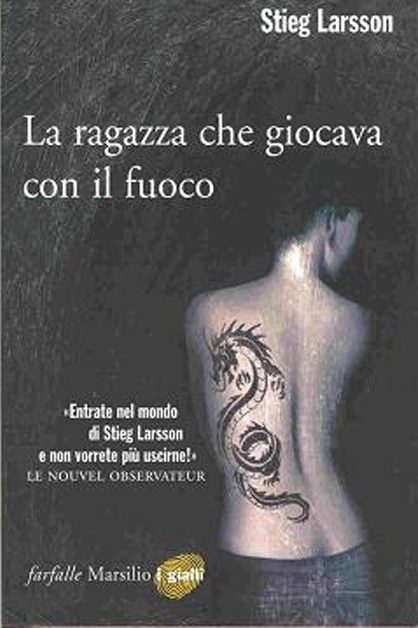 Stieg Larsson
La ragazza che giocava
con il fuoco
«Entrate nel mondo
di Stieg Larsson
e non vorrete più uscirne!»
LE NOUVEL OBSERVATEUR
farfalle Marsilio i gialli